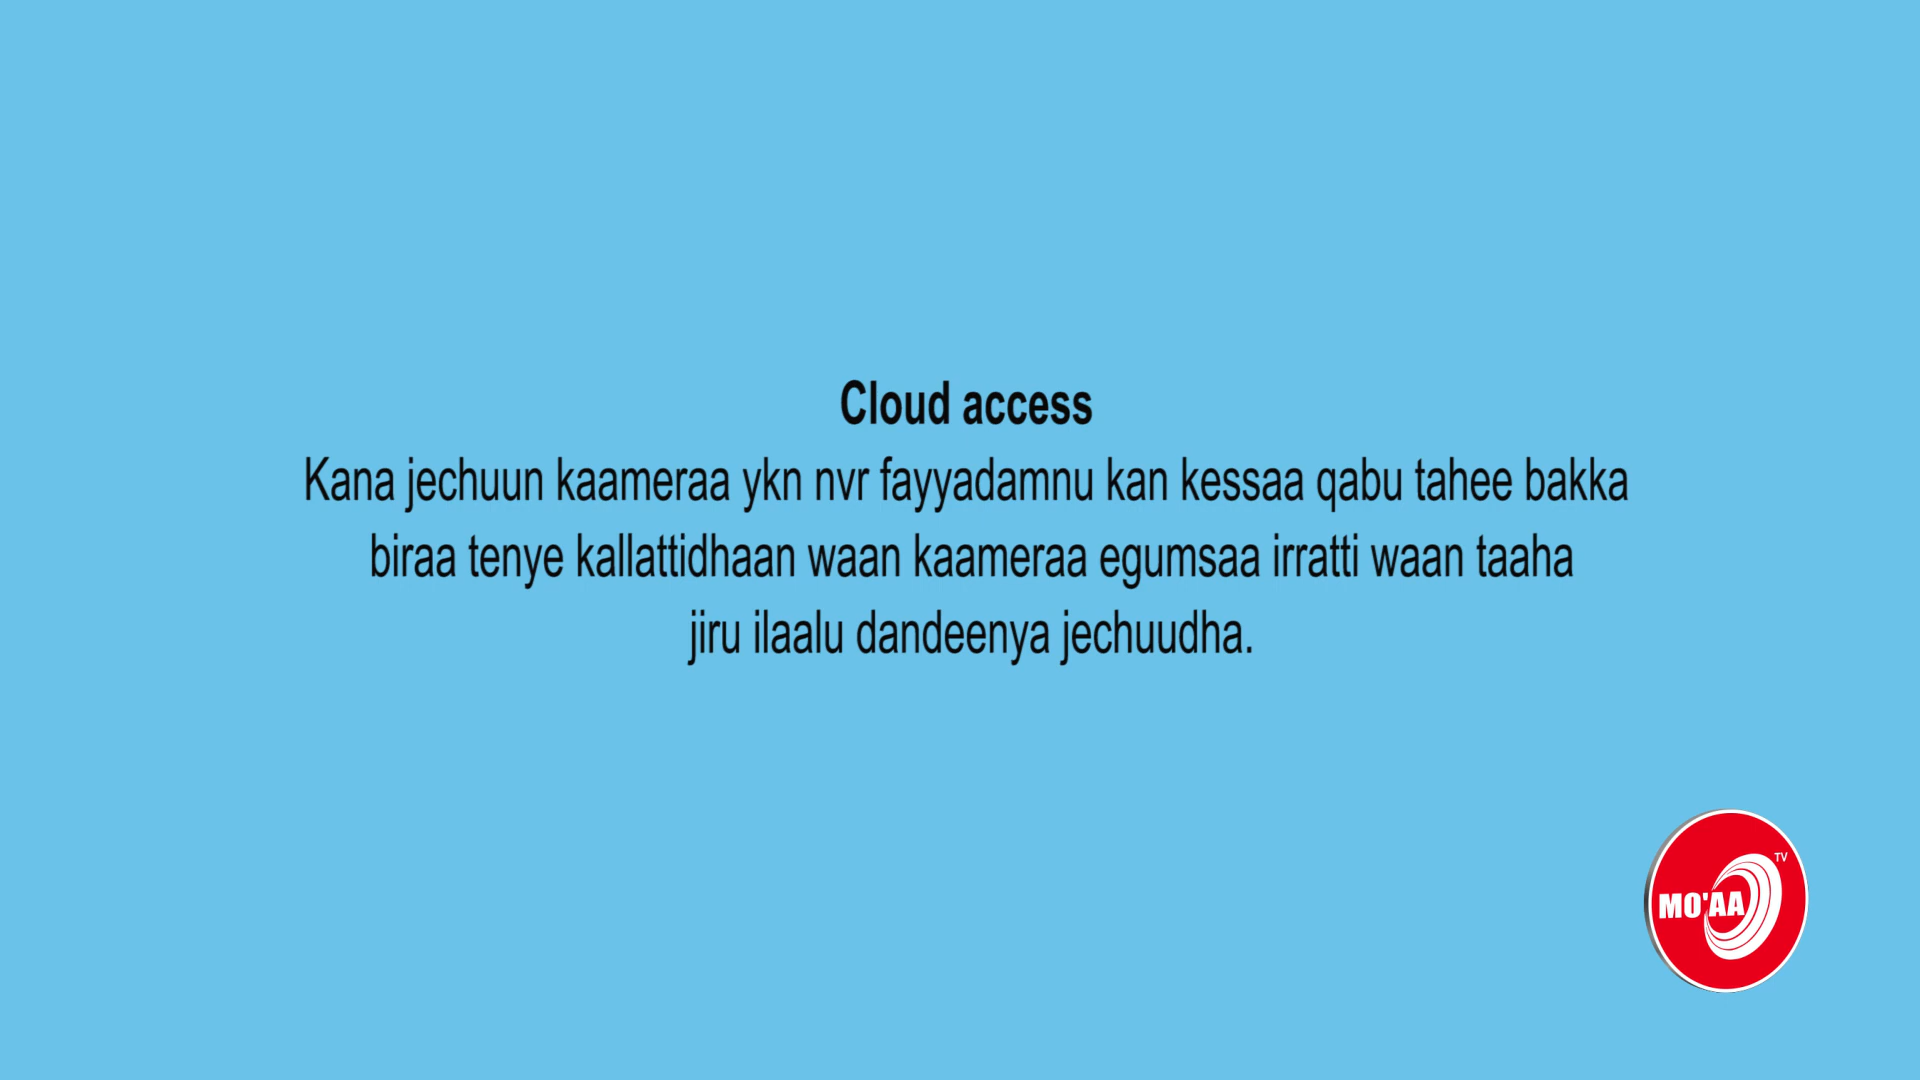 Cloud access
Kana jechuun kaameraa ykn nvr fayyadamnu kan kessaa qabu tahee bakka
biraa tenye kallattidhaan waan kaameraa egumsaa irratti waan taaha
jiru ilaalu dandeenya jechuudha.
TV
MO'AA